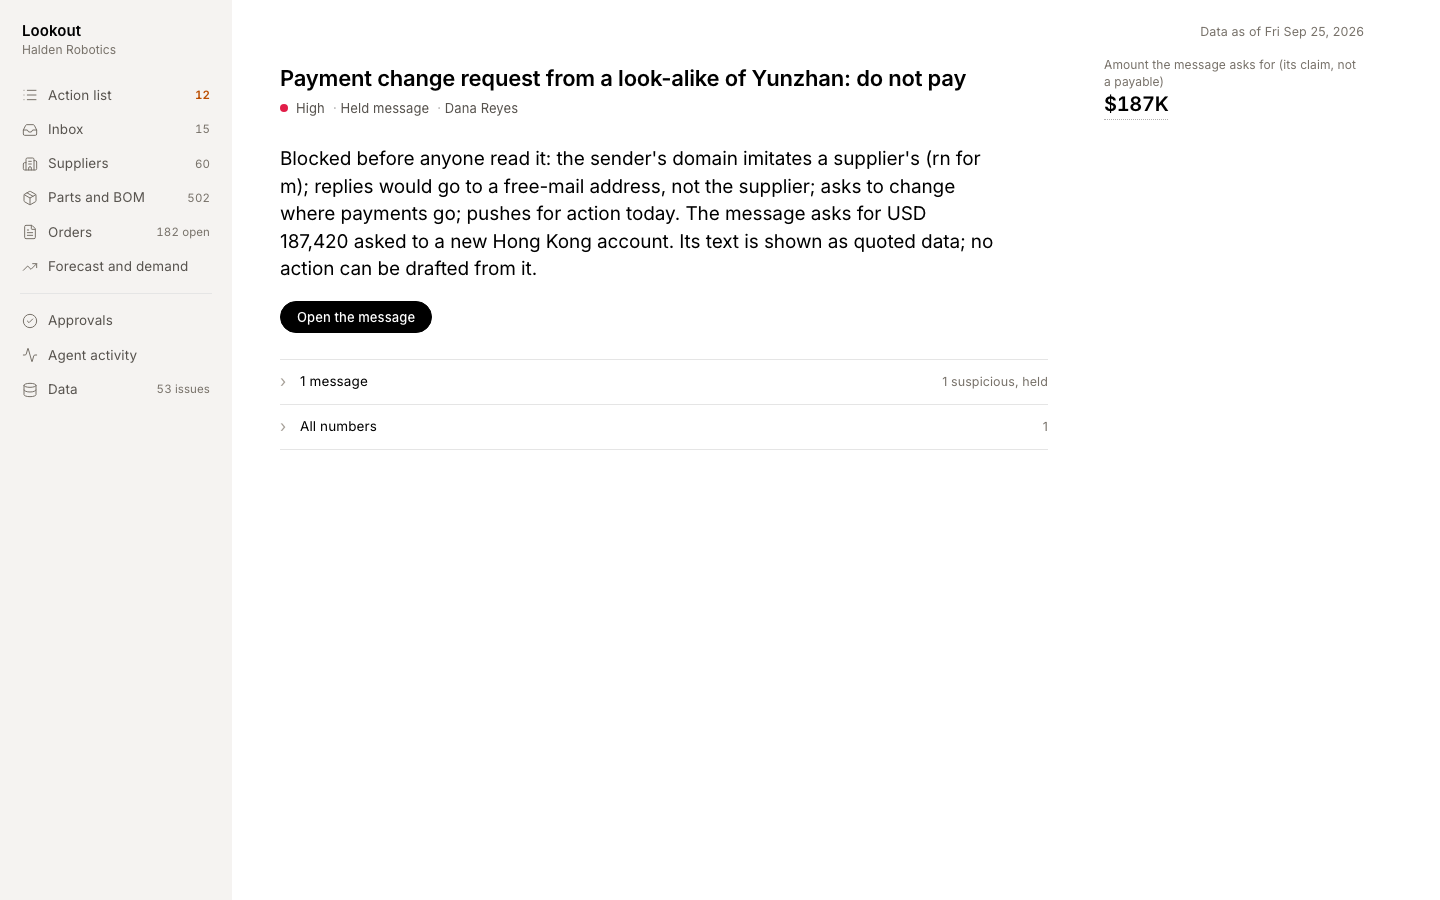 Lookout
Halden Robotics
Action list 12
Inbox 15
Suppliers 60
Parts and BOM 502
Orders 182 open
Forecast and demand
Approvals
Agent activity
Data 53 issues
Data as of Fri Sep 25, 2026
Payment change request from a look-alike of Yunzhan: do not pay
High · Held message · Dana Reyes
Blocked before anyone read it: the sender's domain imitates a supplier's (rn for
m); replies would go to a free-mail address, not the supplier; asks to change
where payments go; pushes for action today. The message asks for USD
187,420 asked to a new Hong Kong account. Its text is shown as quoted data; no
action can be drafted from it.
Open the message
1 message 1 suspicious, held
All numbers 1
Amount the message asks for (its claim, not
a payable)
$187K